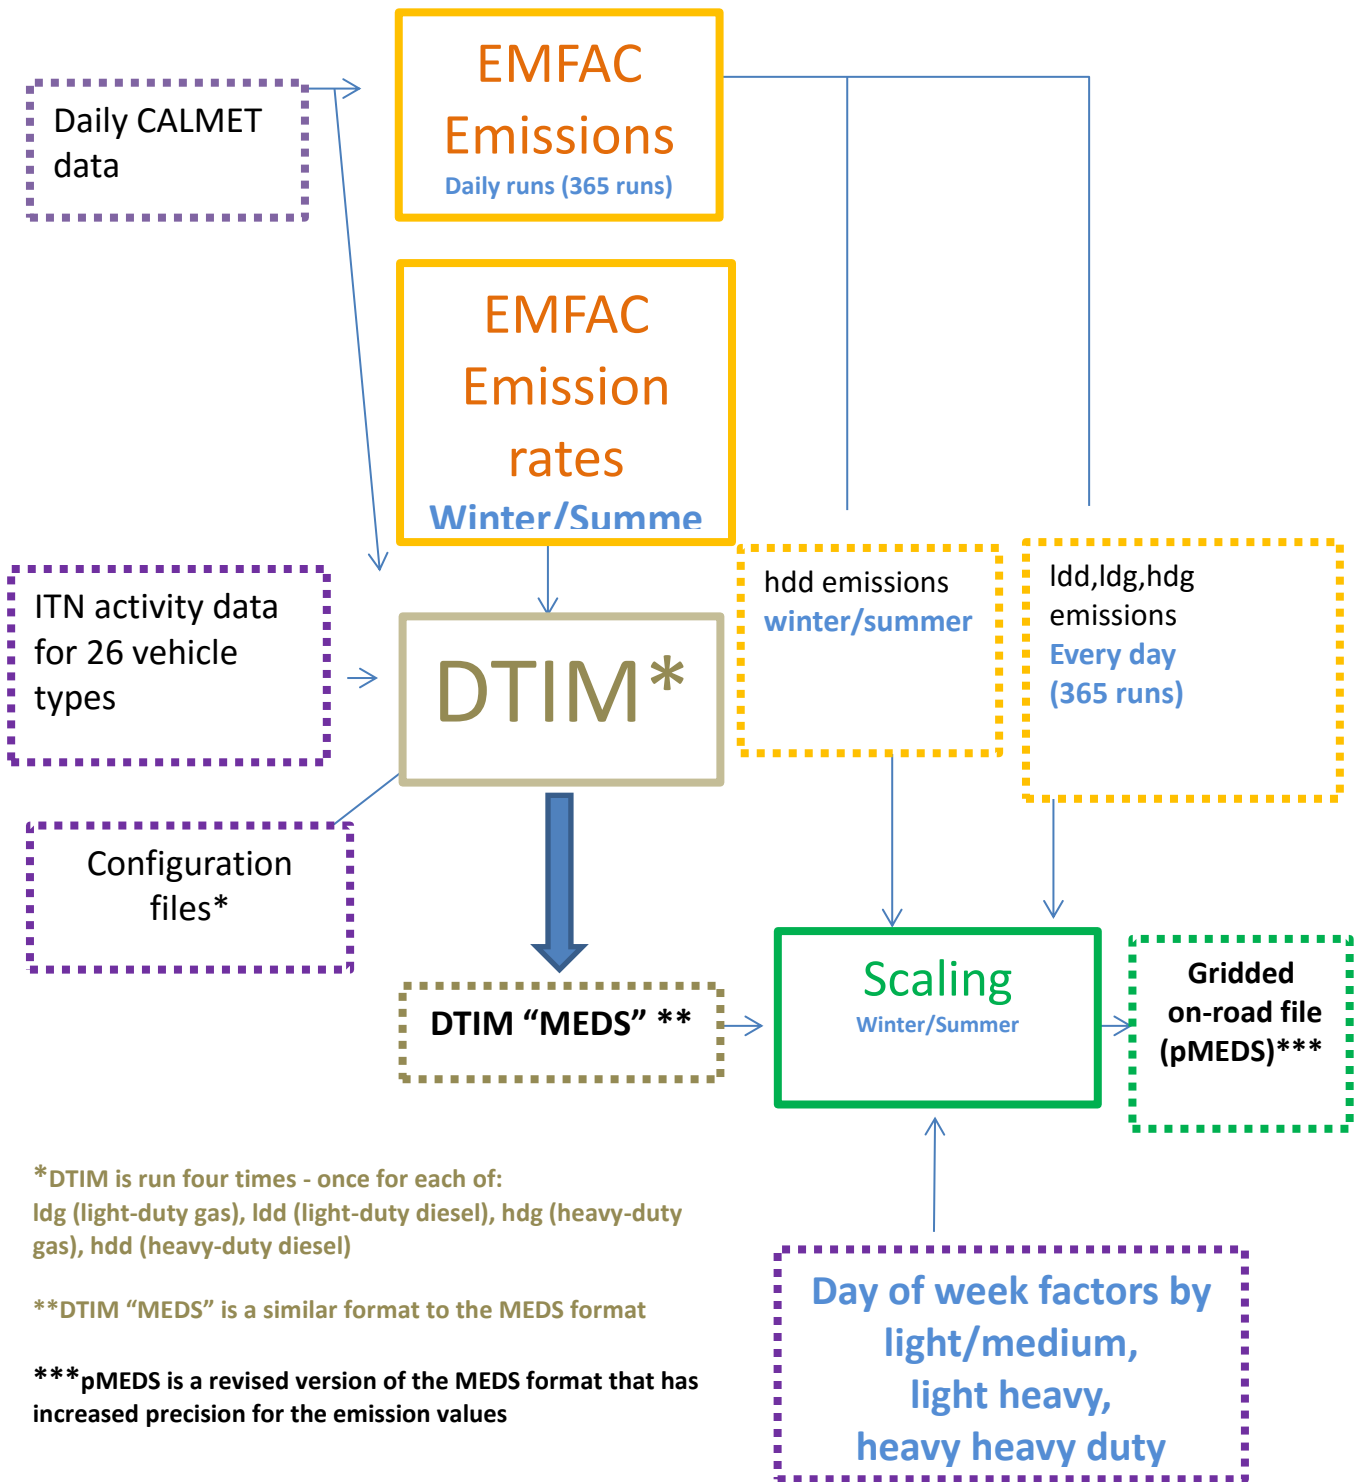 EMFAC
Emissions
Daily runs (365 runs)
Daily CALMET
data
EMFAC
Emission
rates
Winter/Summe
hdd emissions
winter/summer
ldd,ldg,hdg
emissions
Every day
(365 runs)
ITN activity data
for 26 vehicle
types
DTIM*
Configuration
files*
DTIM “MEDS” **
Scaling
Winter/Summer
Gridded
on-road file
(pMEDS)***
*DTIM is run four times - once for each of:
ldg (light-duty gas), ldd (light-duty diesel), hdg (heavy-duty
gas), hdd (heavy-duty diesel)
**DTIM “MEDS” is a similar format to the MEDS format
***pMEDS is a revised version of the MEDS format that has
increased precision for the emission values
Day of week factors by
light/medium,
light heavy,
heavy heavy duty